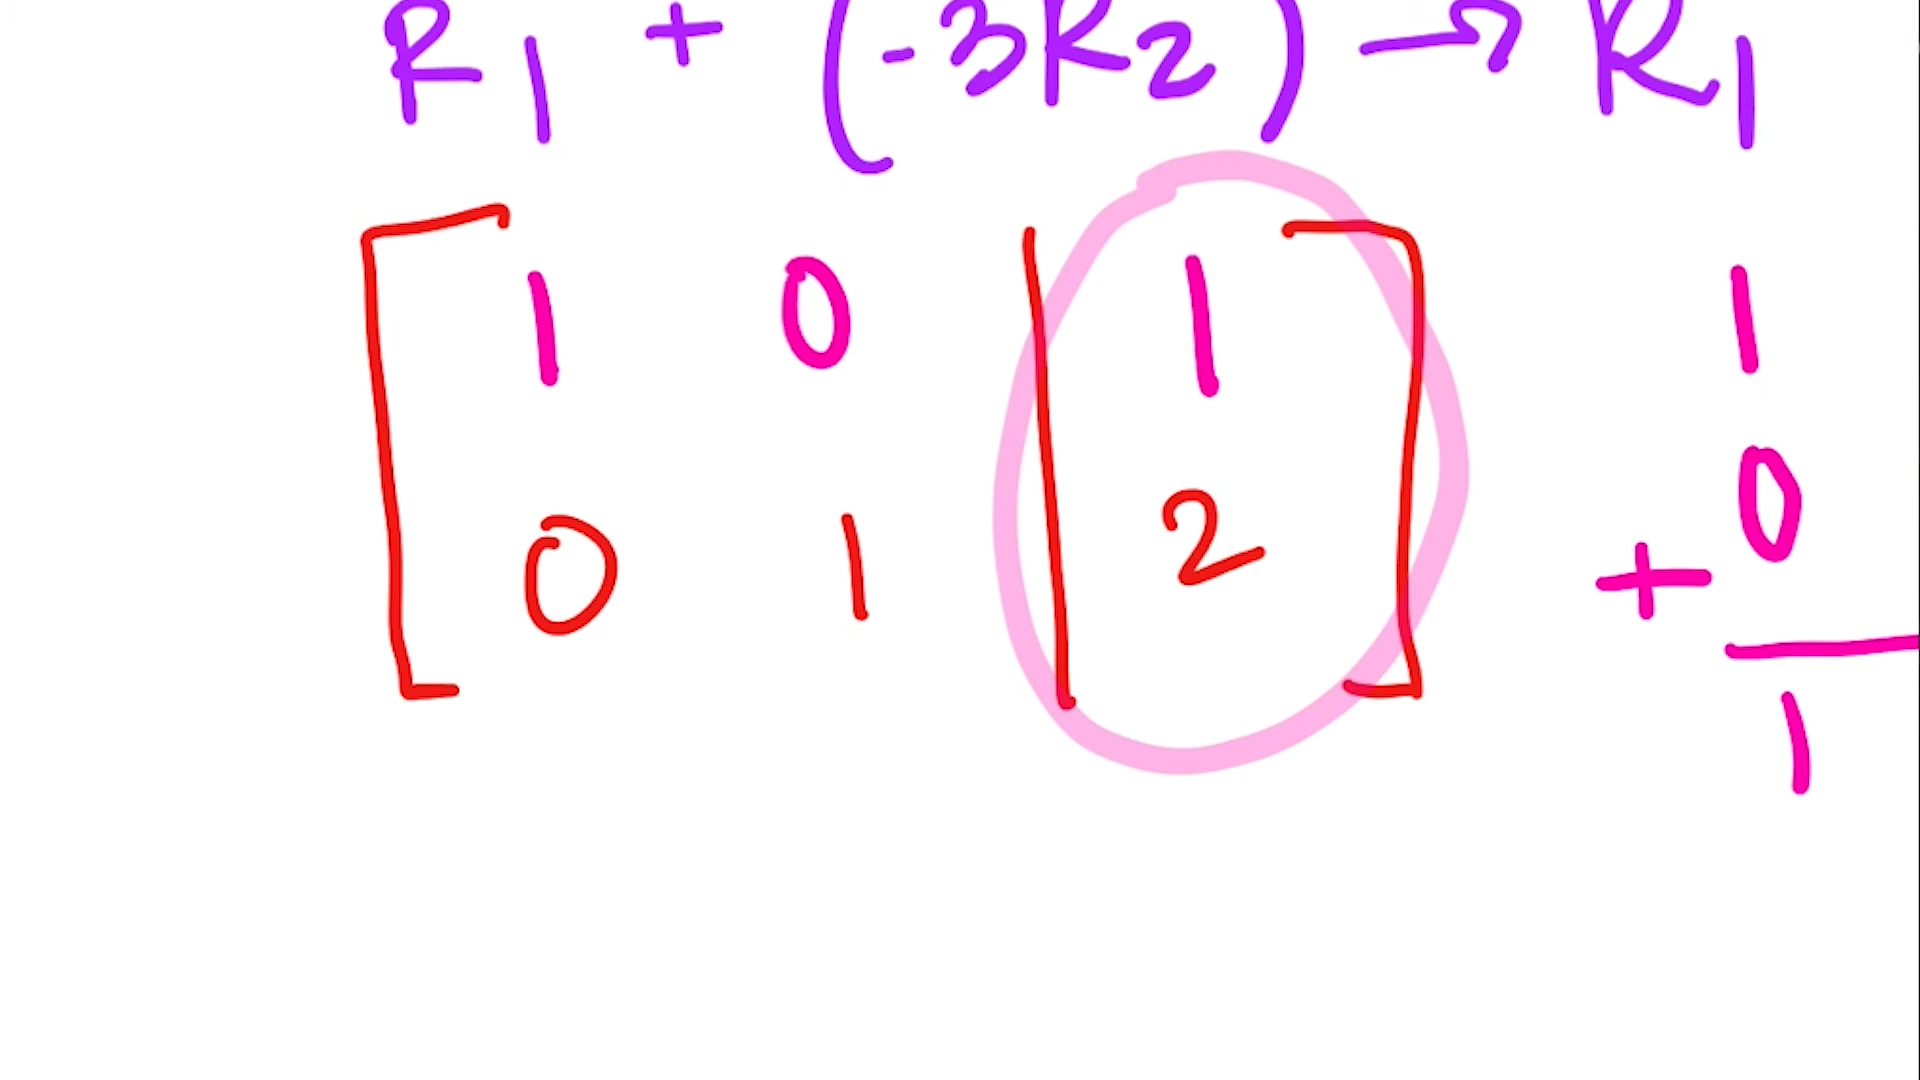 R1 + (-3R2) → R1
[ 1 0 | 1 ] 1
[ 0 1 | 2 ] + 0
1